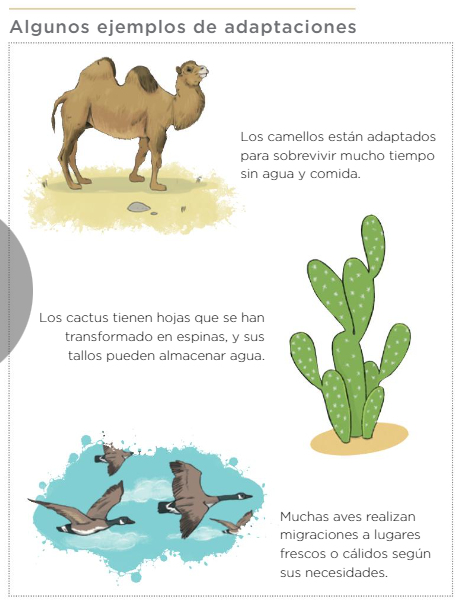 Algunos ejemplos de adaptaciones
Los camellos están adaptados
para sobrevivir mucho tiempo
sin agua y comida.
Los cactus tienen hojas que se han
transformado en espinas, y sus
tallos pueden almacenar agua.
Muchas aves realizan
migraciones a lugares
frescos o cálidos según
sus necesidades.